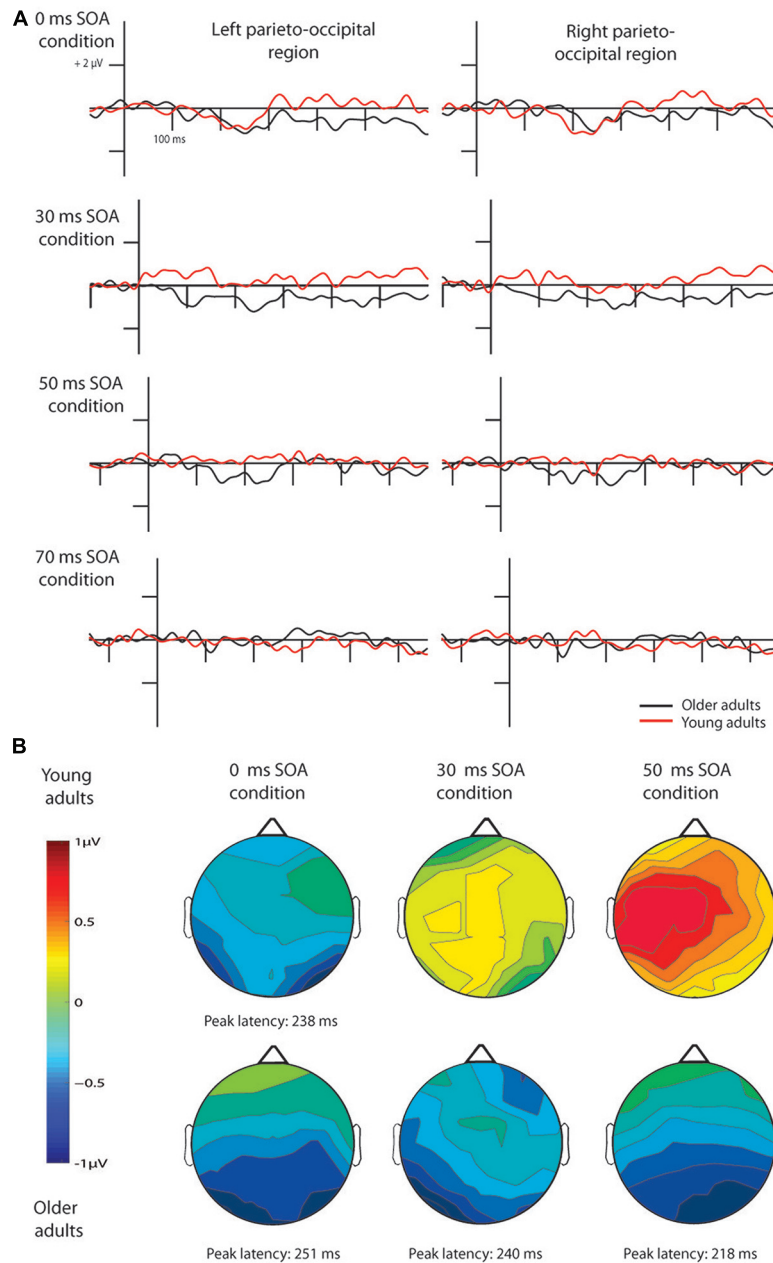 A
0 ms SOA
condition
Left parieto-occipital
region
Right parieto-
occipital region
+ 2 µV
100 ms
30 ms SOA
condition
50 ms SOA
condition
70 ms SOA
condition
Older adults
Young adults
B
Young
adults
0 ms SOA
condition
30 ms SOA
condition
50 ms SOA
condition
1µV
0.5
0
−0.5
-1µV
Peak latency: 238 ms
Older
adults
Peak latency: 251 ms
Peak latency: 240 ms
Peak latency: 218 ms